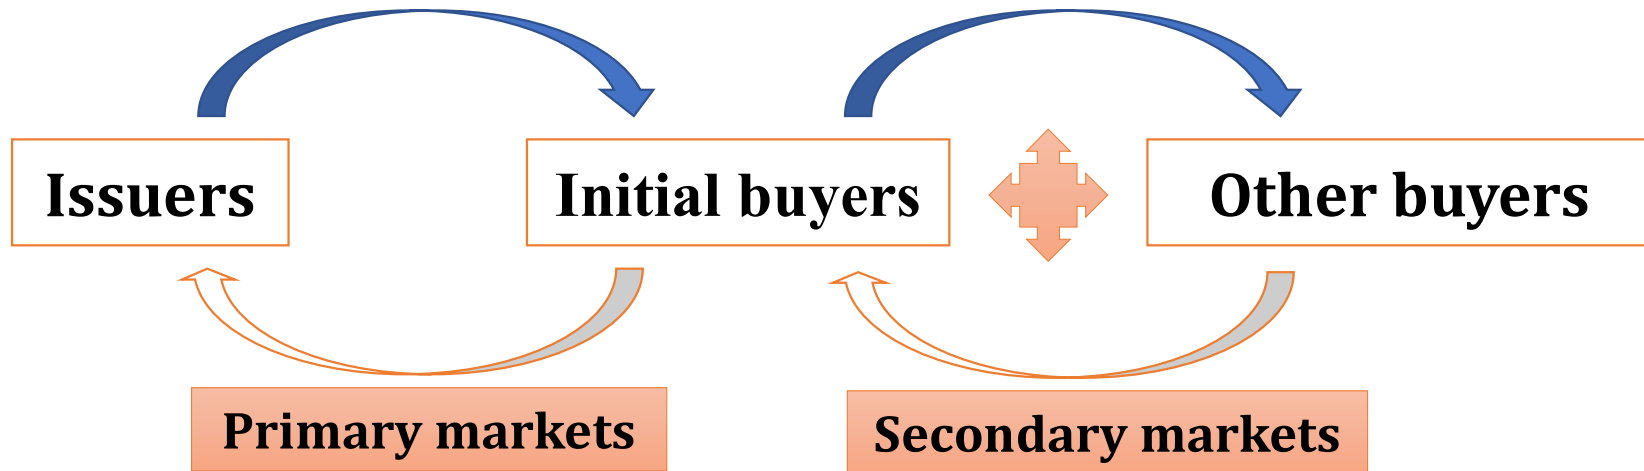 Issuers
Initial buyers
Other buyers
Primary markets
Secondary markets